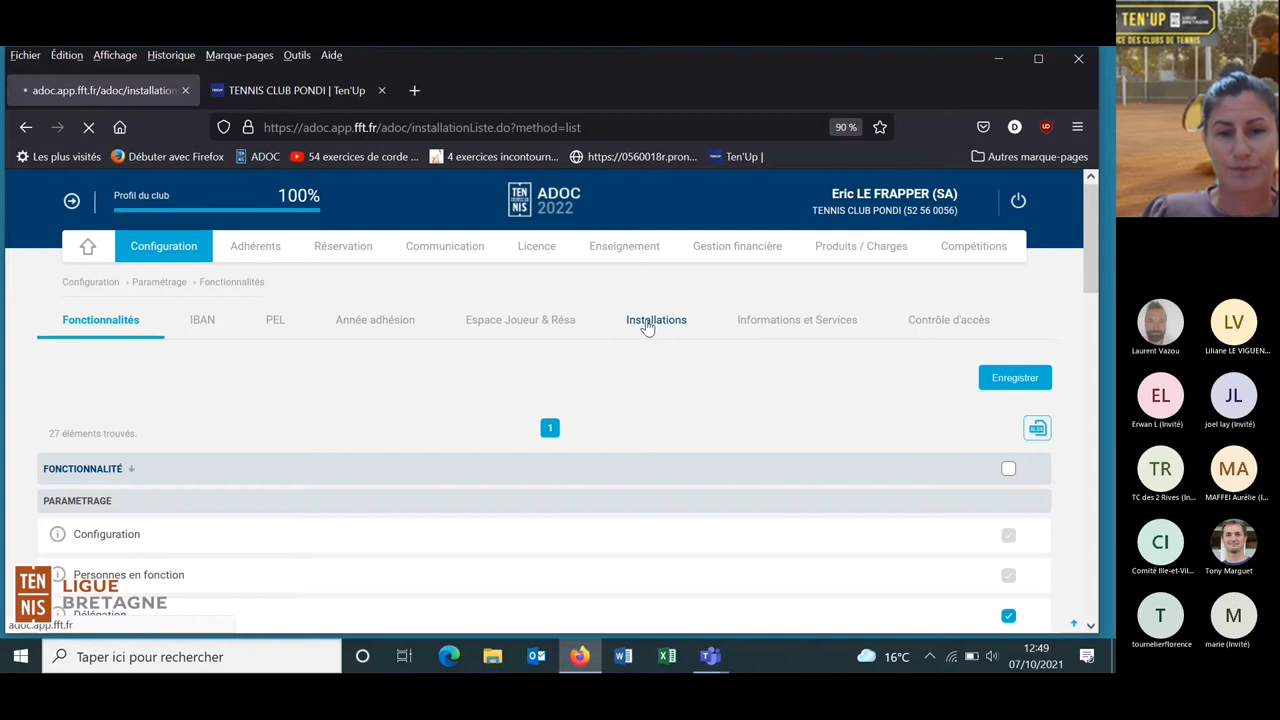 TEN'UP LIGUE BRETAGNE
CE DES CLUBS DE TENNIS
Fichier Édition Affichage Historique Marque-pages Outils Aide
adoc.app.fft.fr/adoc/installation
TENNIS CLUB PONDI | Ten'Up
https://adoc.app.fft.fr/adoc/installationListe.do?method=list
90 %
D
Les plus visités Débuter avec Firefox ADOC 54 exercices de corde ... 4 exercices incontourn... https://0560018r.pron... Ten'Up | Autres marque-pages
Profil du club 100%
TEN NIS ADOC 2022
Eric LE FRAPPER (SA)
TENNIS CLUB PONDI (52 56 0056)
Configuration Adhérents Réservation Communication Licence Enseignement Gestion financière Produits / Charges Compétitions
Configuration Paramétrage Fonctionnalités
Fonctionnalités IBAN PEL Année adhésion Espace Joueur & Résa Installations Informations et Services Contrôle d'accès
Enregistrer
27 éléments trouvés.
1
FONCTIONNALITÉ
PARAMETRAGE
Configuration
Personnes en fonction
Délégation
TEN NIS LIGUE BRETAGNE
adoc.app.fft.fr
Taper ici pour rechercher
16°C
12:49
07/10/2021
Laurent Vazou
LV
Liliane LE VIGUEN...
EL
Erwan L (Invité)
JL
joel lay (Invité)
TR
TC des 2 Rives (In...
MA
MAFFEI Aurélie (I...
CI
Comité Ille-et-Vil...
Tony Marguet
T
tournelierflorence
M
marie (Invité)